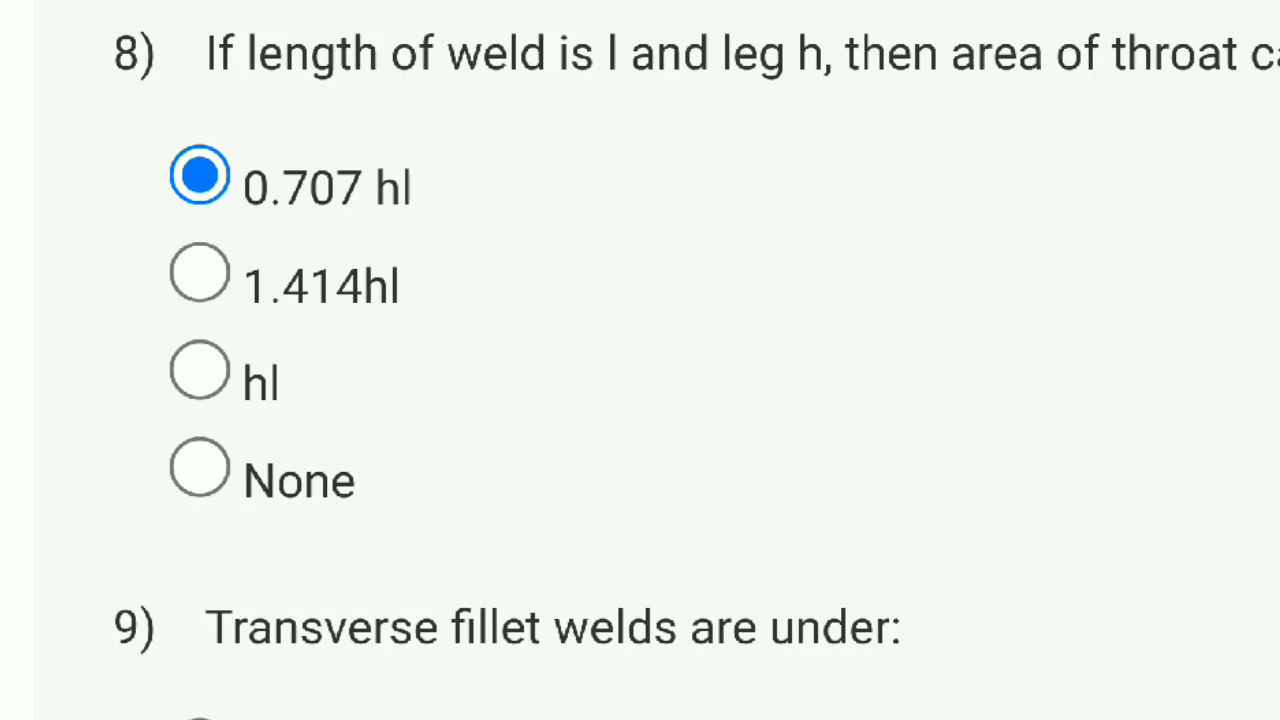 8) If length of weld is l and leg h, then area of throat
0.707 hl
1.414hl
hl
None
9) Transverse fillet welds are under: